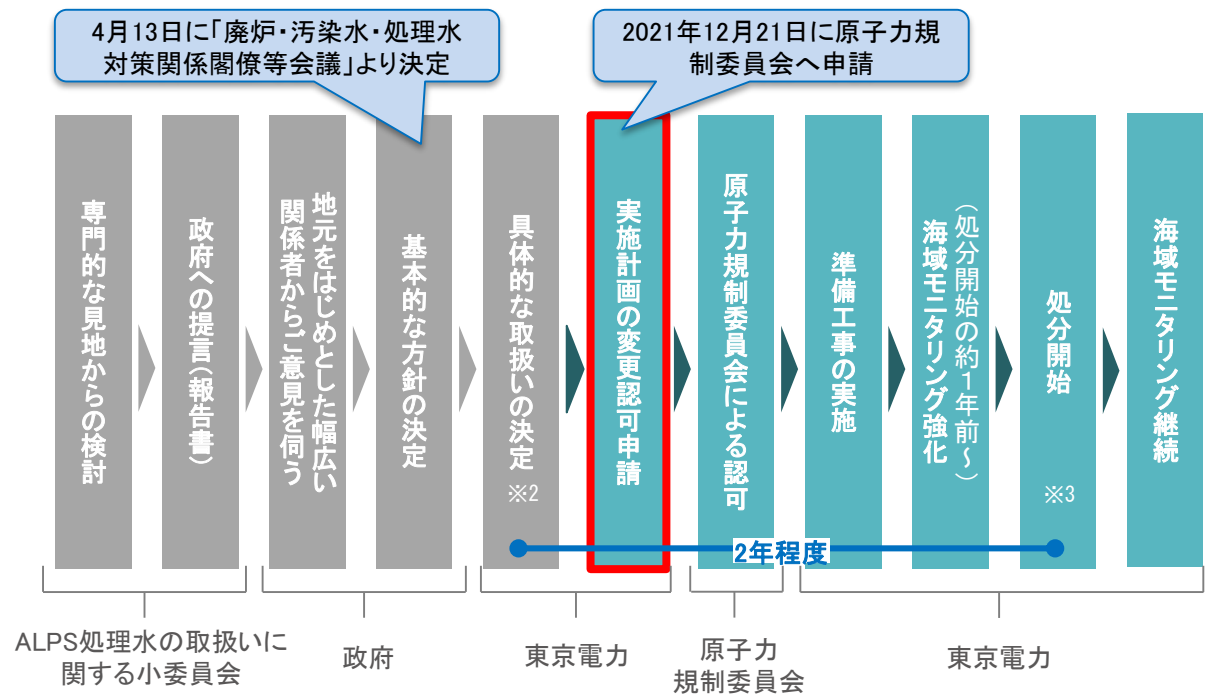 4月13日に「廃炉・汚染水・処理水
対策関係閣僚等会議」より決定
2021年12月21日に原子力規
制委員会へ申請
専門的な見地からの検討
政府への提言（報告書）
地元をはじめとした幅広い
関係者からご意見を伺う
基本的な方針の決定
具体的な取扱いの決定
※2
実施計画の変更認可申請
原子力規制委員会による認可
準備工事の実施
（処分開始の約1年前～）
海域モニタリング強化
処分開始
※3
海域モニタリング継続
2年程度
ALPS処理水の取扱いに
関する小委員会
政府
東京電力
原子力
規制委員会
東京電力